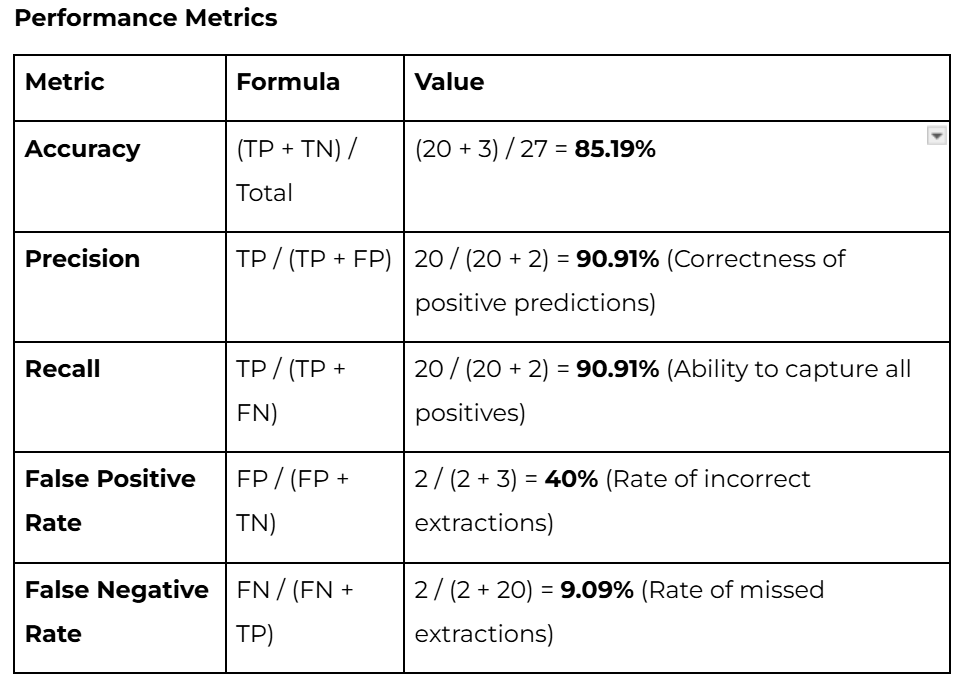 Performance Metrics
Metric Formula Value
Accuracy (TP + TN) / (20 + 3) / 27 = 85.19%
Total
Precision TP / (TP + FP) 20 / (20 + 2) = 90.91% (Correctness of
positive predictions)
Recall TP / (TP + 20 / (20 + 2) = 90.91% (Ability to capture all
FN) positives)
False Positive FP / (FP + 2 / (2 + 3) = 40% (Rate of incorrect
Rate TN) extractions)
False Negative FN / (FN + 2 / (2 + 20) = 9.09% (Rate of missed
Rate TP) extractions)